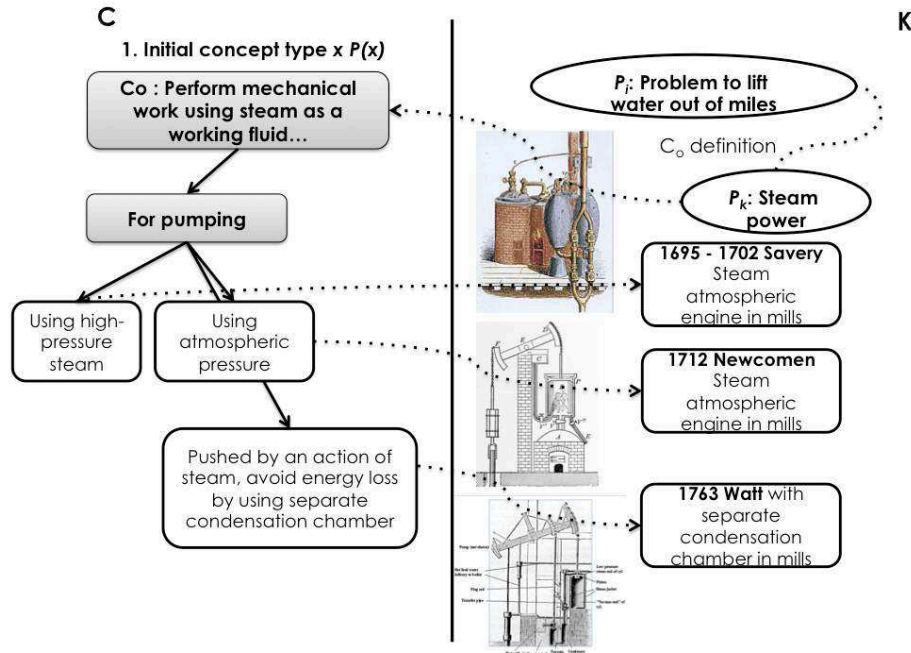 C
K
1. Initial concept type x P(x)
Co : Perform mechanical
work using steam as a
working fluid…
For pumping
Using high-
pressure
steam
Using
atmospheric
pressure
Pushed by an action of
steam, avoid energy loss
by using separate
condensation chamber
Pi: Problem to lift
water out of miles
Co definition
Pk: Steam
power
1695 - 1702 Savery
Steam
atmospheric
engine in mills
1712 Newcomen
Steam
atmospheric
engine in mills
1763 Watt with
separate
condensation
chamber in mills